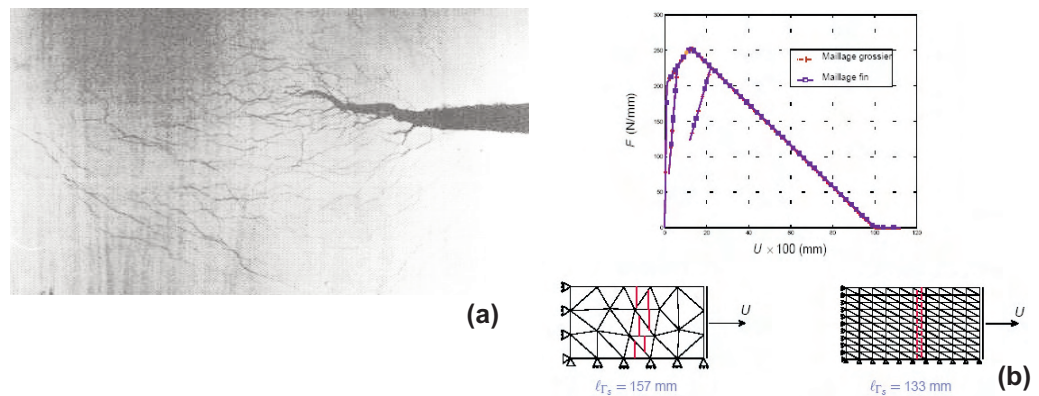 (a)
300
250
200
150
100
50
0
F (N/mm)
Maillage grossier
Maillage fin
0 20 40 60 80 100 120
U × 100 (mm)
U
ℓΓs = 157 mm
U
ℓΓs = 133 mm
(b)